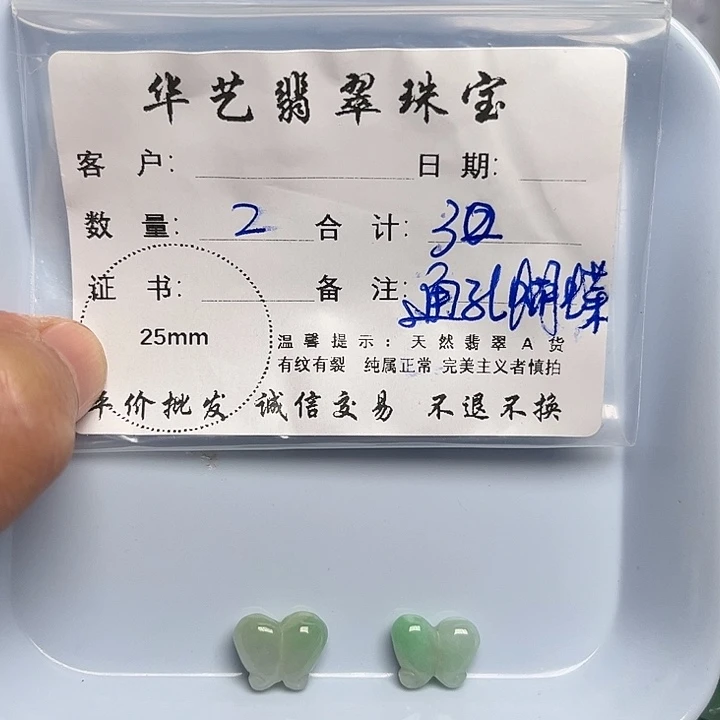 华艺翡翠珠宝
客 户： 日 期：
数 量： 2 合 计： 30
证 书： 备 注： 通孔蝴蝶
25mm
温馨提示：天然翡翠A货
有纹有裂 纯属正常 完美主义者慎拍
平价批发 诚信交易 不退不换